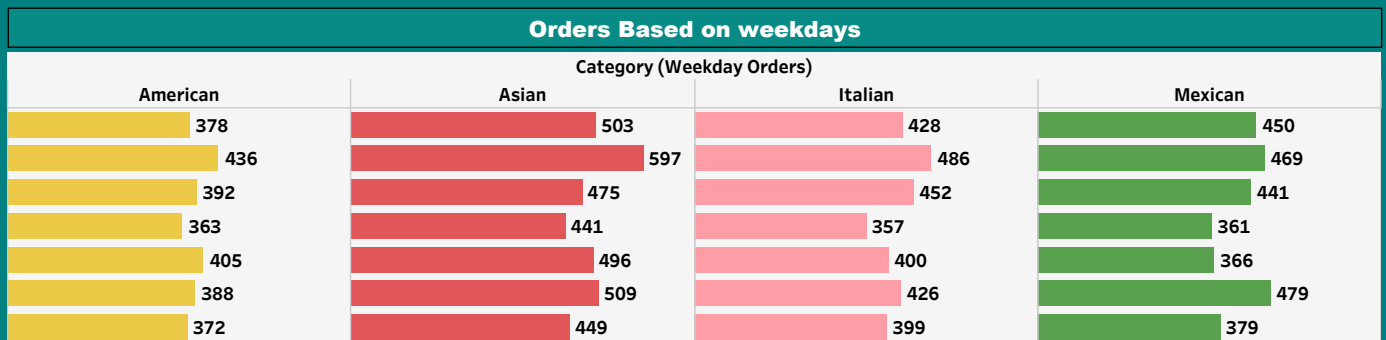 Orders Based on weekdays
Category (Weekday Orders)
American Asian Italian Mexican
378 503 428 450
436 597 486 469
392 475 452 441
363 441 357 361
405 496 400 366
388 509 426 479
372 449 399 379